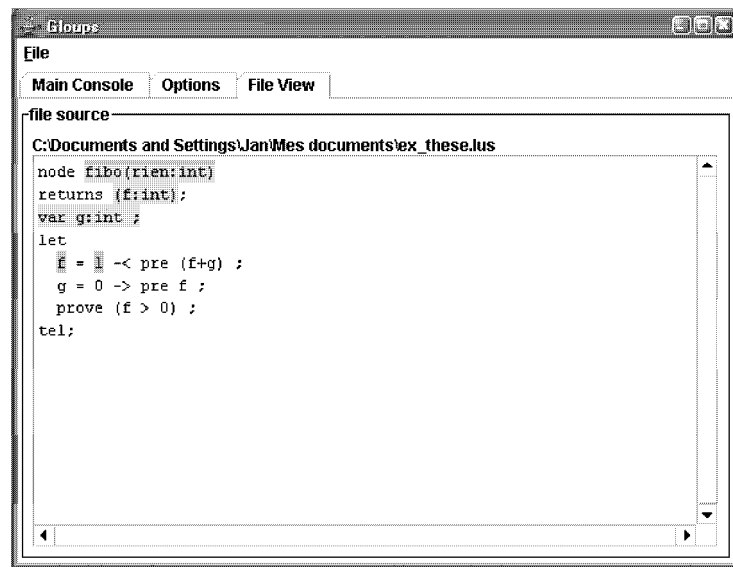 Gloups
File
Main Console Options File View
file source
C:\Documents and Settings\Jan\Mes documents\ex_these.lus
node fibo(rien:int)
returns (f:int);
var g:int ;
let
f = 1 -< pre (f+g) ;
g = 0 -> pre f ;
prove (f > 0) ;
tel;